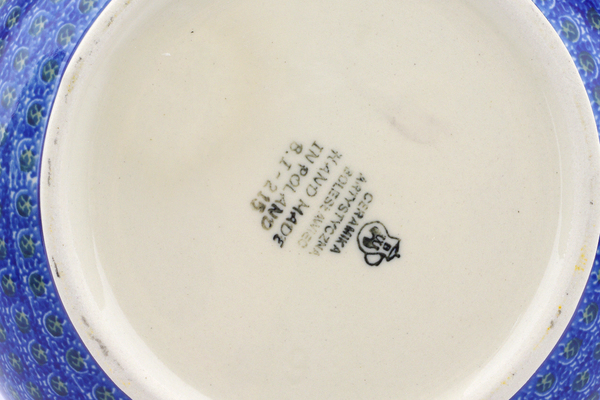 CERAMIKA
ARTYSTYCZNA
BOLESŁAWIEC
HAND MADE
IN POLAND
B.I-215